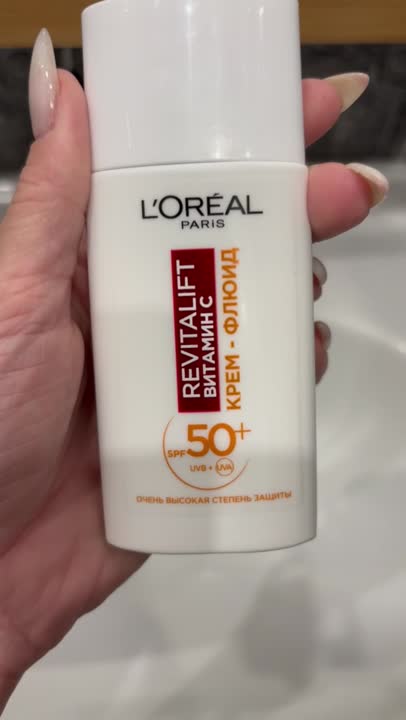 L'ORÉAL
PARIS
REVITALIFT
ВИТАМИН С
КРЕМ - ФЛЮИД
SPF 50+
UVB + UVA
ОЧЕНЬ ВЫСОКАЯ СТЕПЕНЬ ЗАЩИТЫ